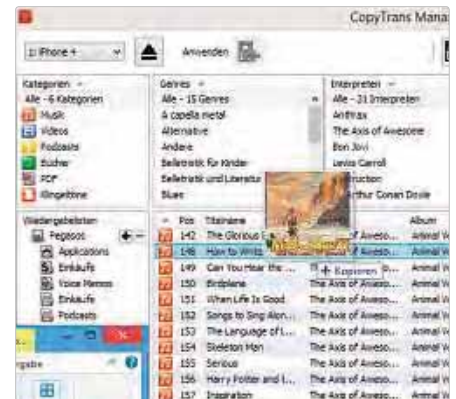 CopyTrans Mana
iPhone 4
Anwenden
Kategorien
Alle - 6 Kategorien
Musik
Videos
Podcasts
Bücher
PDF
Klingeltöne
Genres
Alle - 15 Genres
A capella metal
Alternative
Andere
Belletristik für Kinder
Belletristik und Literatur
Blues
Interpreten
Alle - 21 Interpreten
Anthrax
The Axis of Awesome
Bon Jovi
Lewis Carroll
truction
Arthur Conan Doyle
Wiedergabelisten
Pegasos
Applications
Einkäufe
Voice Memos
Einkäufe
Podcasts
Pos Titelname Album
142 The Glorious of Aweso... Animal V
148 How to Write of Aweso... Animal V
149 Can You Hear the ... Animal V
Kopieren
150 Birdplane The Axis of Aweso... Animal V
151 When Life Is Good The Axis of Aweso... Animal V
152 Songs to Sing Alon... The Axis of Aweso... Animal V
153 The Language of L... The Axis of Aweso... Animal V
154 Skeleton Man The Axis of Aweso... Animal V
155 Serious The Axis of Aweso... Animal V
156 Harry Potter and t... The Axis of Aweso... Animal V
157 Inspiration The Axis of Aweso... Animal V